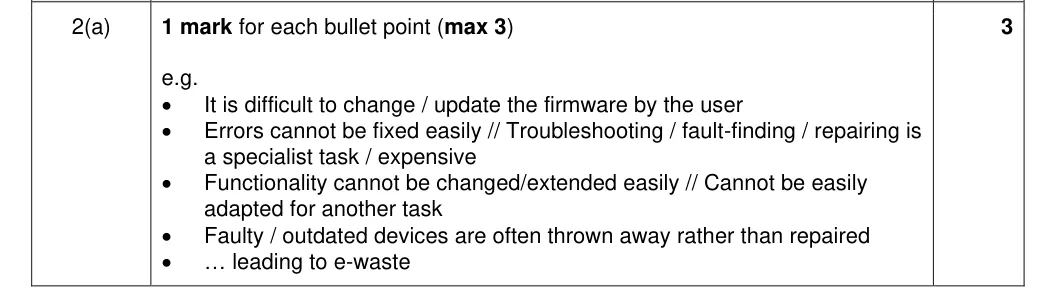 2(a) 1 mark for each bullet point (max 3) 3
e.g.
• It is difficult to change / update the firmware by the user
• Errors cannot be fixed easily // Troubleshooting / fault-finding / repairing is
a specialist task / expensive
• Functionality cannot be changed/extended easily // Cannot be easily
adapted for another task
• Faulty / outdated devices are often thrown away rather than repaired
• … leading to e-waste